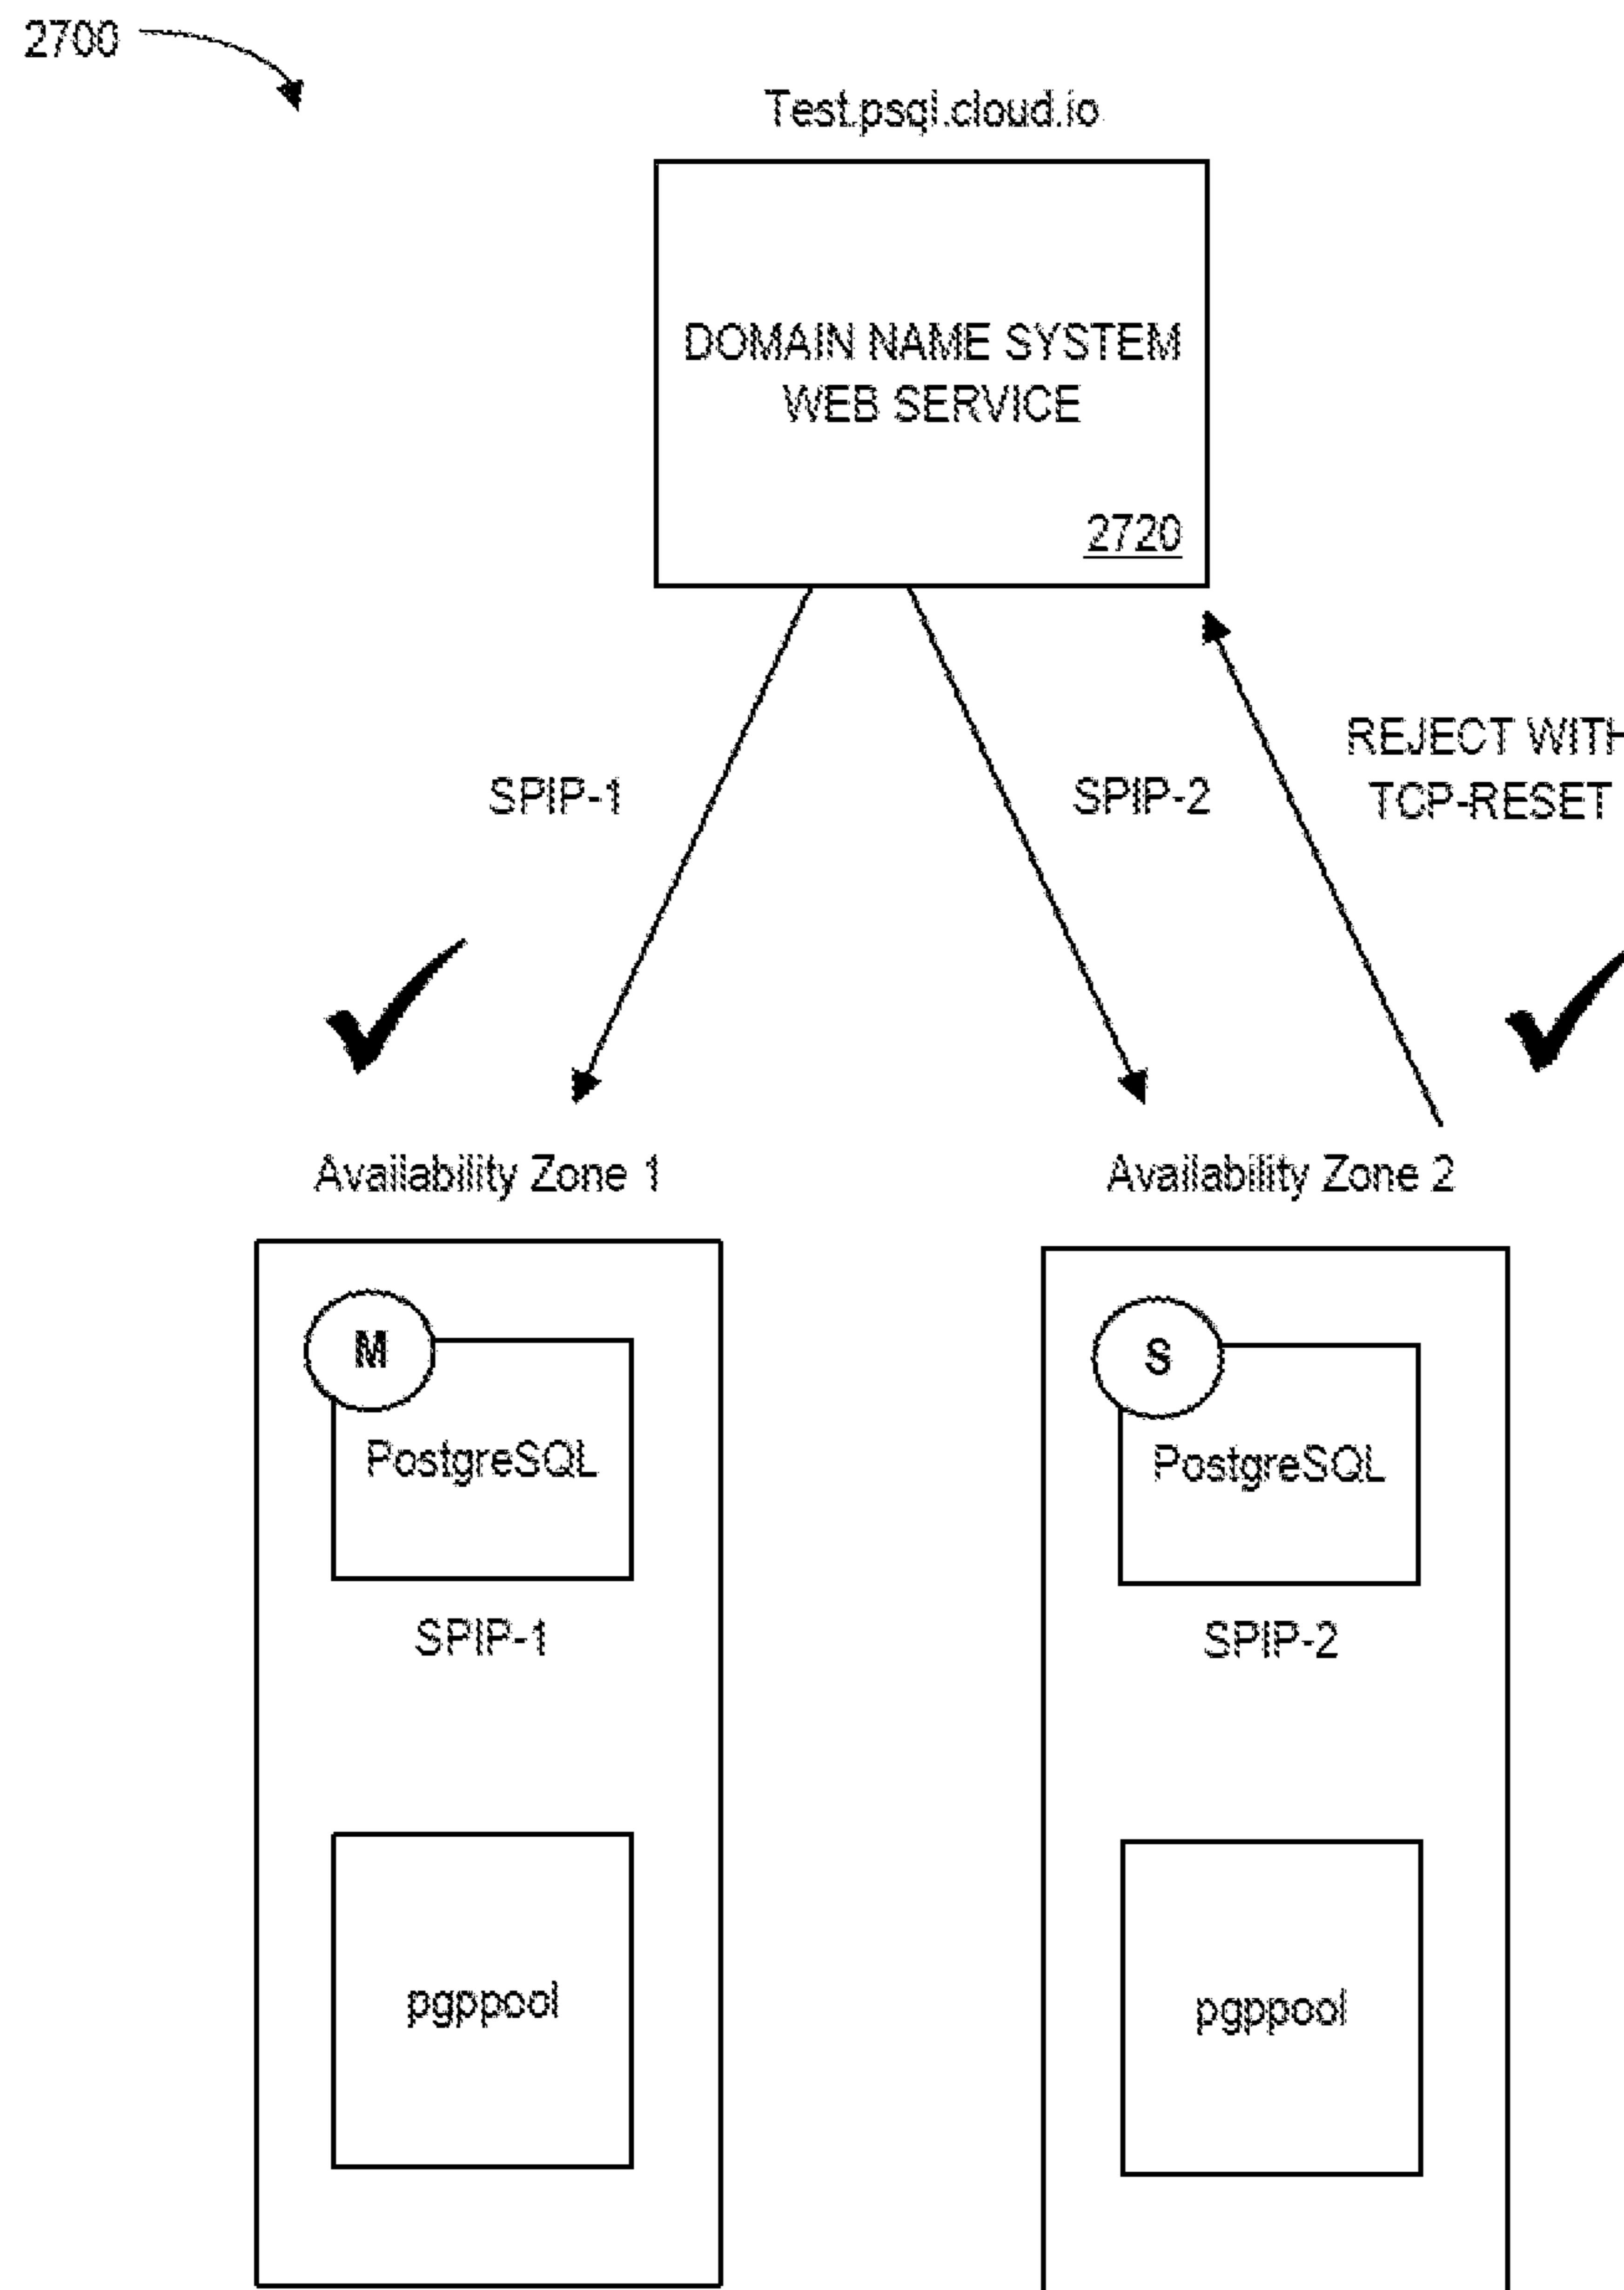 2700
Test.psql.cloud.io
DOMAIN NAME SYSTEM
WEB SERVICE
2720
SPIP-1
SPIP-2
REJECT WITH
TCP-RESET
Availability Zone 1
Availability Zone 2
M
PostgreSQL
SPIP-1
pgppool
S
PostgreSQL
SPIP-2
pgppool